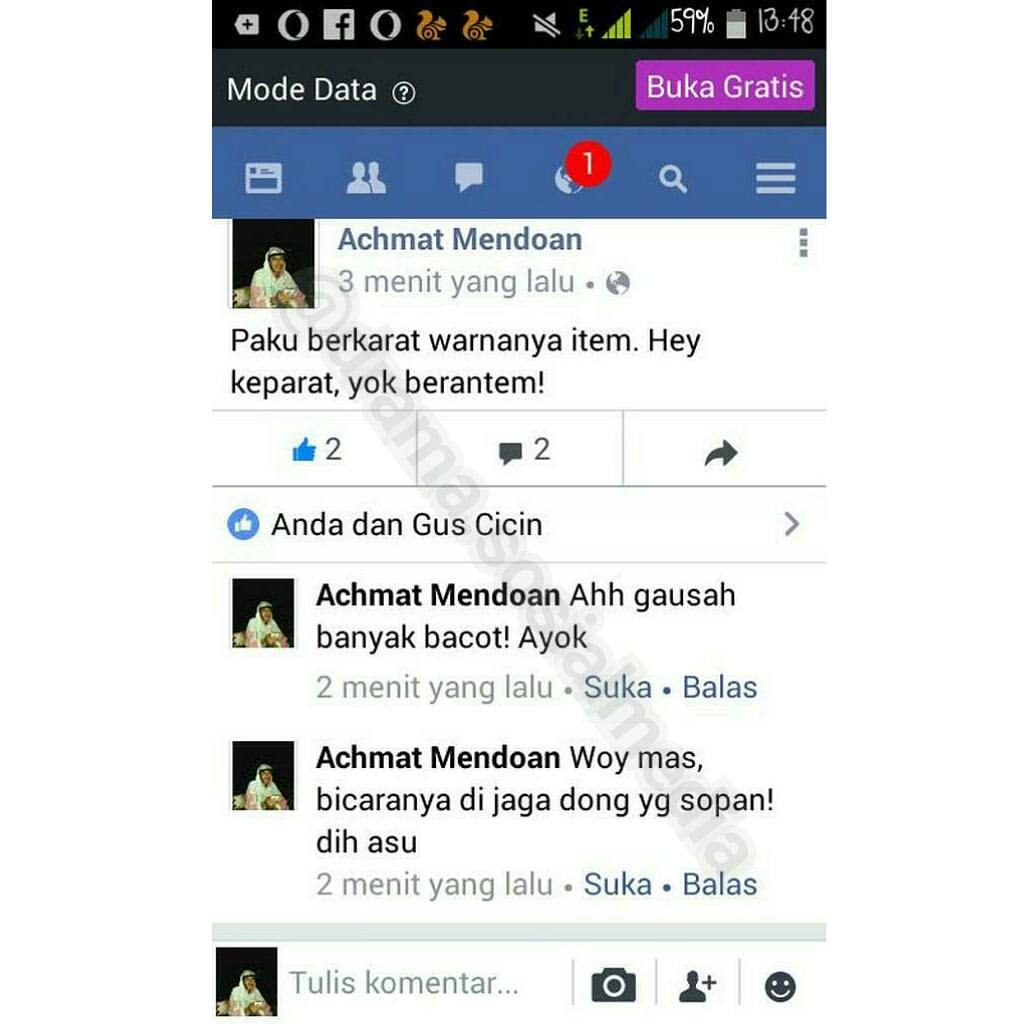 E 59% 13:48
Mode Data ? Buka Gratis
1
Achmat Mendoan
3 menit yang lalu •
Paku berkarat warnanya item. Hey
keparat, yok berantem!
2 2
Anda dan Gus Cicin
Achmat Mendoan Ahh gausah
banyak bacot! Ayok
2 menit yang lalu • Suka • Balas
Achmat Mendoan Woy mas,
bicaranya di jaga dong yg sopan!
dih asu
2 menit yang lalu • Suka • Balas
Tulis komentar...
@dramasosialmedia